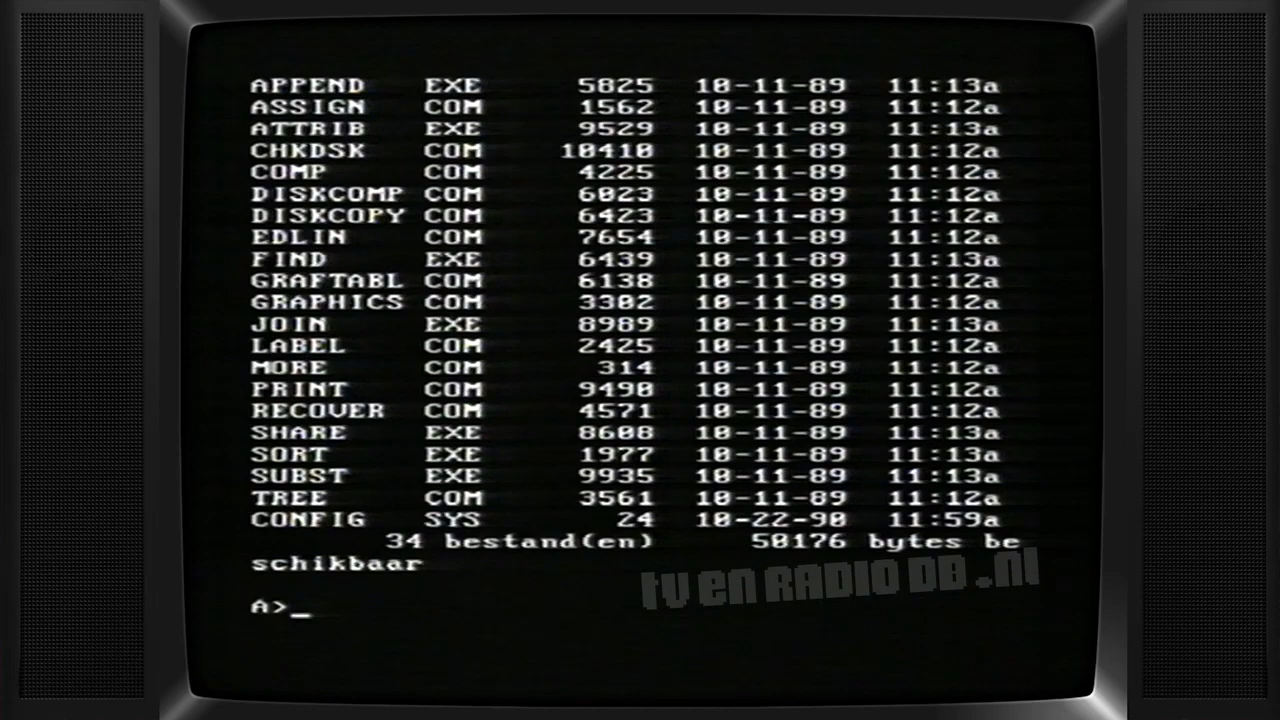 APPEND   EXE      5825  10-11-89  11:13a
ASSIGN   COM      1562  10-11-89  11:12a
ATTRIB   EXE      9529  10-11-89  11:13a
CHKDSK   COM     10410  10-11-89  11:12a
COMP     COM      4225  10-11-89  11:12a
DISKCOMP COM      6023  10-11-89  11:12a
DISKCOPY COM      6423  10-11-89  11:12a
EDLIN    COM      7654  10-11-89  11:12a
FIND     EXE      6439  10-11-89  11:13a
GRAFTABL COM      6138  10-11-89  11:12a
GRAPHICS COM      3302  10-11-89  11:12a
JOIN     EXE      8989  10-11-89  11:13a
LABEL    COM      2425  10-11-89  11:12a
MORE     COM       314  10-11-89  11:12a
PRINT    COM      9490  10-11-89  11:12a
RECOVER  COM      4571  10-11-89  11:12a
SHARE    EXE      8608  10-11-89  11:13a
SORT     EXE      1977  10-11-89  11:13a
SUBST    EXE      9935  10-11-89  11:13a
TREE     COM      3561  10-11-89  11:12a
CONFIG   SYS        24  10-22-90  11:59a
34 bestand(en)     50176 bytes be
schikbaar
tv en RADIO DB .nl
A>_